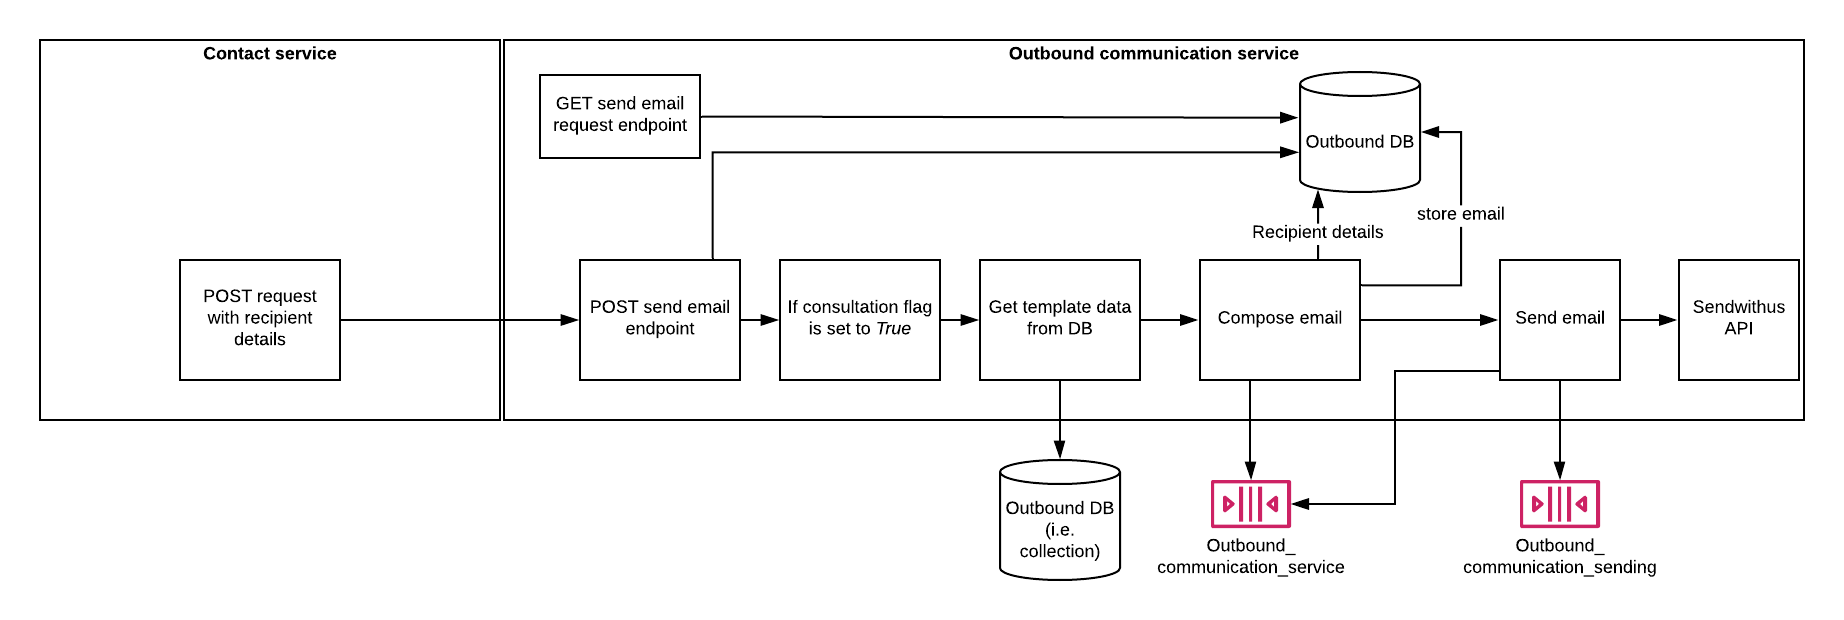 Contact service
Outbound communication service
GET send email
request endpoint
Outbound DB
store email
Recipient details
POST request
with recipient
details
POST send email
endpoint
If consultation flag
is set to True
Get template data
from DB
Compose email
Send email
Sendwithus
API
Outbound DB
(i.e.
collection)
Outbound_
communication_service
Outbound_
communication_sending